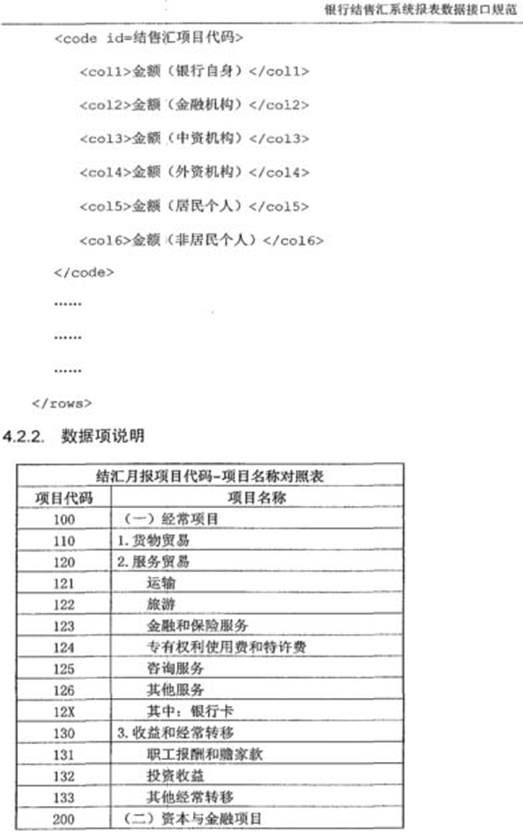 银行结售汇系统报表数据接口规范
<code id=结售汇项目代码>
<col1>金额（银行自身）</col1>
<col2>金额（金融机构）</col2>
<col3>金额（中资机构）</col3>
<col4>金额（外资机构）</col4>
<col5>金额（居民个人）</col5>
<col6>金额（非居民个人）</col6>
</code>
……
……
……
</rows>
4.2.2. 数据项说明
结汇月报项目代码-项目名称对照表
项目代码 项目名称
100 （一）经常项目
110 1.货物贸易
120 2.服务贸易
121 运输
122 旅游
123 金融和保险服务
124 专有权利使用费和特许费
125 咨询服务
126 其他服务
12X 其中：银行卡
130 3.收益和经常转移
131 职工报酬和赡家款
132 投资收益
133 其他经常转移
200 （二）资本与金融项目